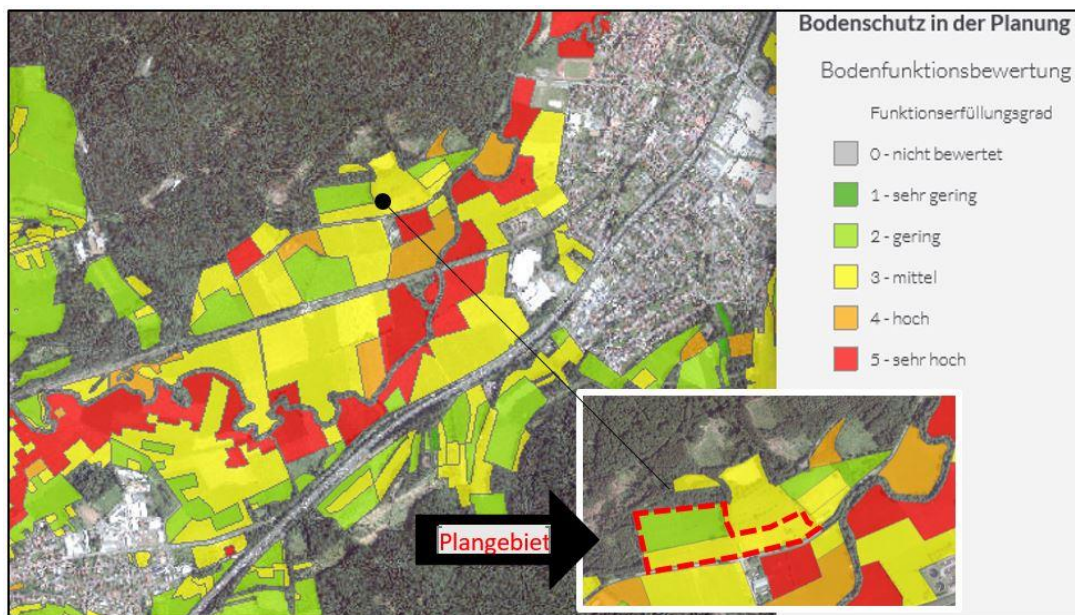 Bodenschutz in der Planung
Bodenfunktionsbewertung
Funktionserfüllungsgrad
0 - nicht bewertet
1 - sehr gering
2 - gering
3 - mittel
4 - hoch
5 - sehr hoch
Plangebiet